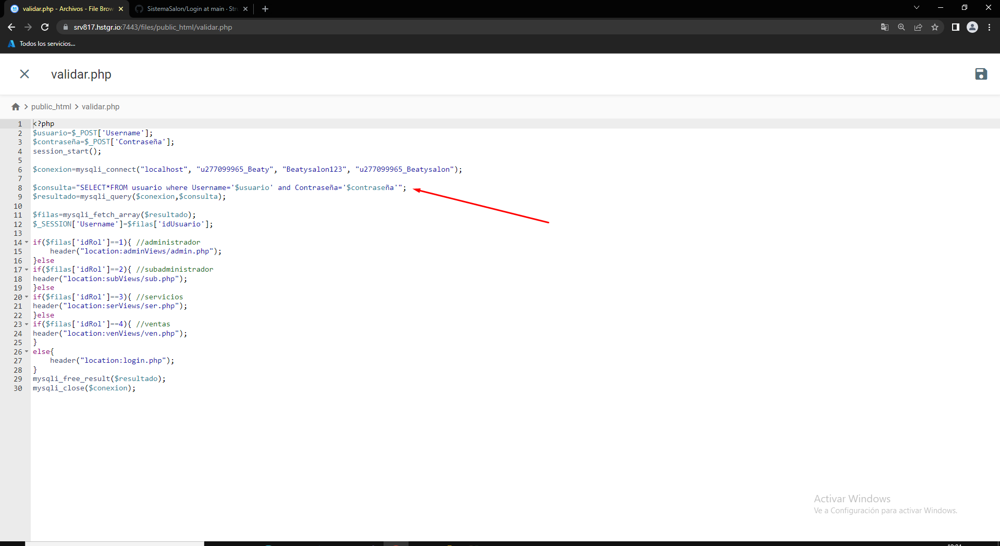 validar.php - Archivos - File Brow
SistemaSalon/Login at main · Str
srv817.hstgr.io:7443/files/public_html/validar.php
Todos los servicios...
validar.php
public_html > validar.php
1 <?php
2 $usuario=$_POST['Username'];
3 $contraseña=$_POST['Contraseña'];
4 session_start();
5
6 $conexion=mysqli_connect("localhost", "u277099965_Beaty", "Beatysalon123", "u277099965_Beatysalon");
7
8 $consulta="SELECT*FROM usuario where Username='$usuario' and Contraseña='$contraseña'";
9 $resultado=mysqli_query($conexion,$consulta);
10
11 $filas=mysqli_fetch_array($resultado);
12 $_SESSION['Username']=$filas['idUsuario'];
13
14 if($filas['idRol']==1){ //administrador
15 header("location:adminViews/admin.php");
16 }else
17 if($filas['idRol']==2){ //subadministrador
18 header("location:subViews/sub.php");
19 }else
20 if($filas['idRol']==3){ //servicios
21 header("location:serViews/ser.php");
22 }else
23 if($filas['idRol']==4){ //ventas
24 header("location:venViews/ven.php");
25 }
26 else{
27 header("location:login.php");
28 }
29 mysqli_free_result($resultado);
30 mysqli_close($conexion);
Activar Windows
Ve a Configuración para activar Windows.